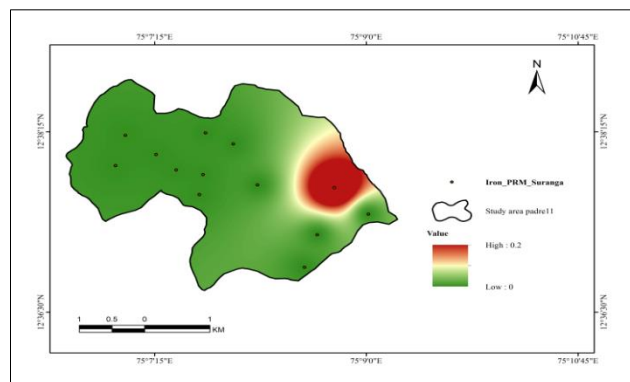 75°7'15"E 75°9'0"E 75°10'45"E
N
12°38'15"N 12°38'15"N
Iron_PRM_Suranga
Study area padre11
Value
High : 0.2
Low : 0
12°36'30"N 12°36'30"N
1 0.5 0 1
KM
75°7'15"E 75°9'0"E 75°10'45"E